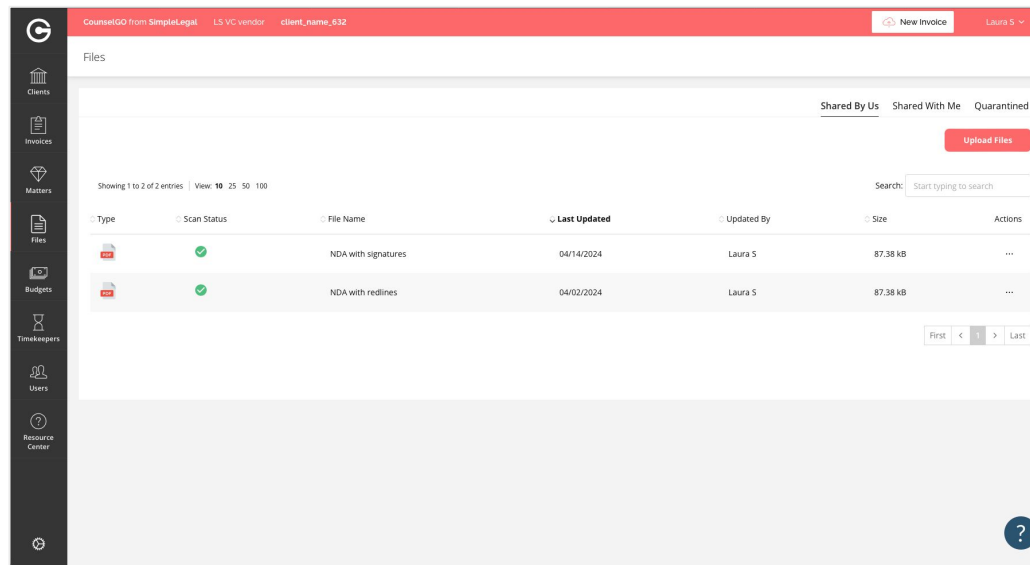 CounselGO from SimpleLegal LS VC vendor client_name_632 New Invoice Laura S
Files
Clients
Invoices
Matters
Files
Budgets
Timekeepers
Users
Resource
Center
Shared By Us Shared With Me Quarantined
Upload Files
Showing 1 to 2 of 2 entries | View: 10 25 50 100
Search: Start typing to search
Type Scan Status File Name Last Updated Updated By Size Actions
PDF NDA with signatures 04/14/2024 Laura S 87.38 kB ...
PDF NDA with redlines 04/02/2024 Laura S 87.38 kB ...
First < 1 > Last
?